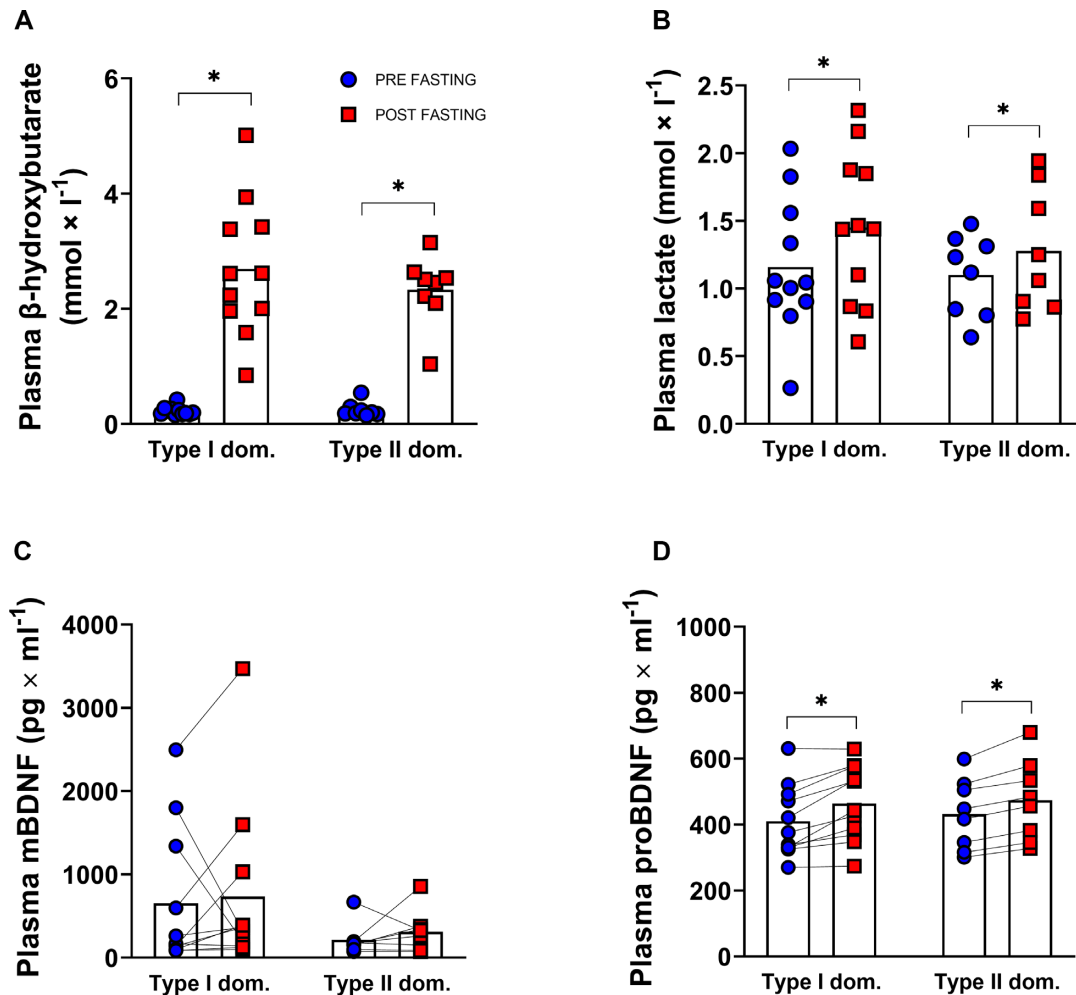 A
Plasma β-hydroxybutarate
(mmol × l⁻¹)
6
4
2
0
*
*
PRE FASTING
POST FASTING
Type I dom.
Type II dom.
B
Plasma lactate (mmol × l⁻¹)
2.5
2.0
1.5
1.0
0.5
0.0
*
*
Type I dom.
Type II dom.
C
Plasma mBDNF (pg × ml⁻¹)
4000
3000
2000
1000
0
Type I dom.
Type II dom.
D
Plasma proBDNF (pg × ml⁻¹)
1000
800
600
400
200
0
*
*
Type I dom.
Type II dom.